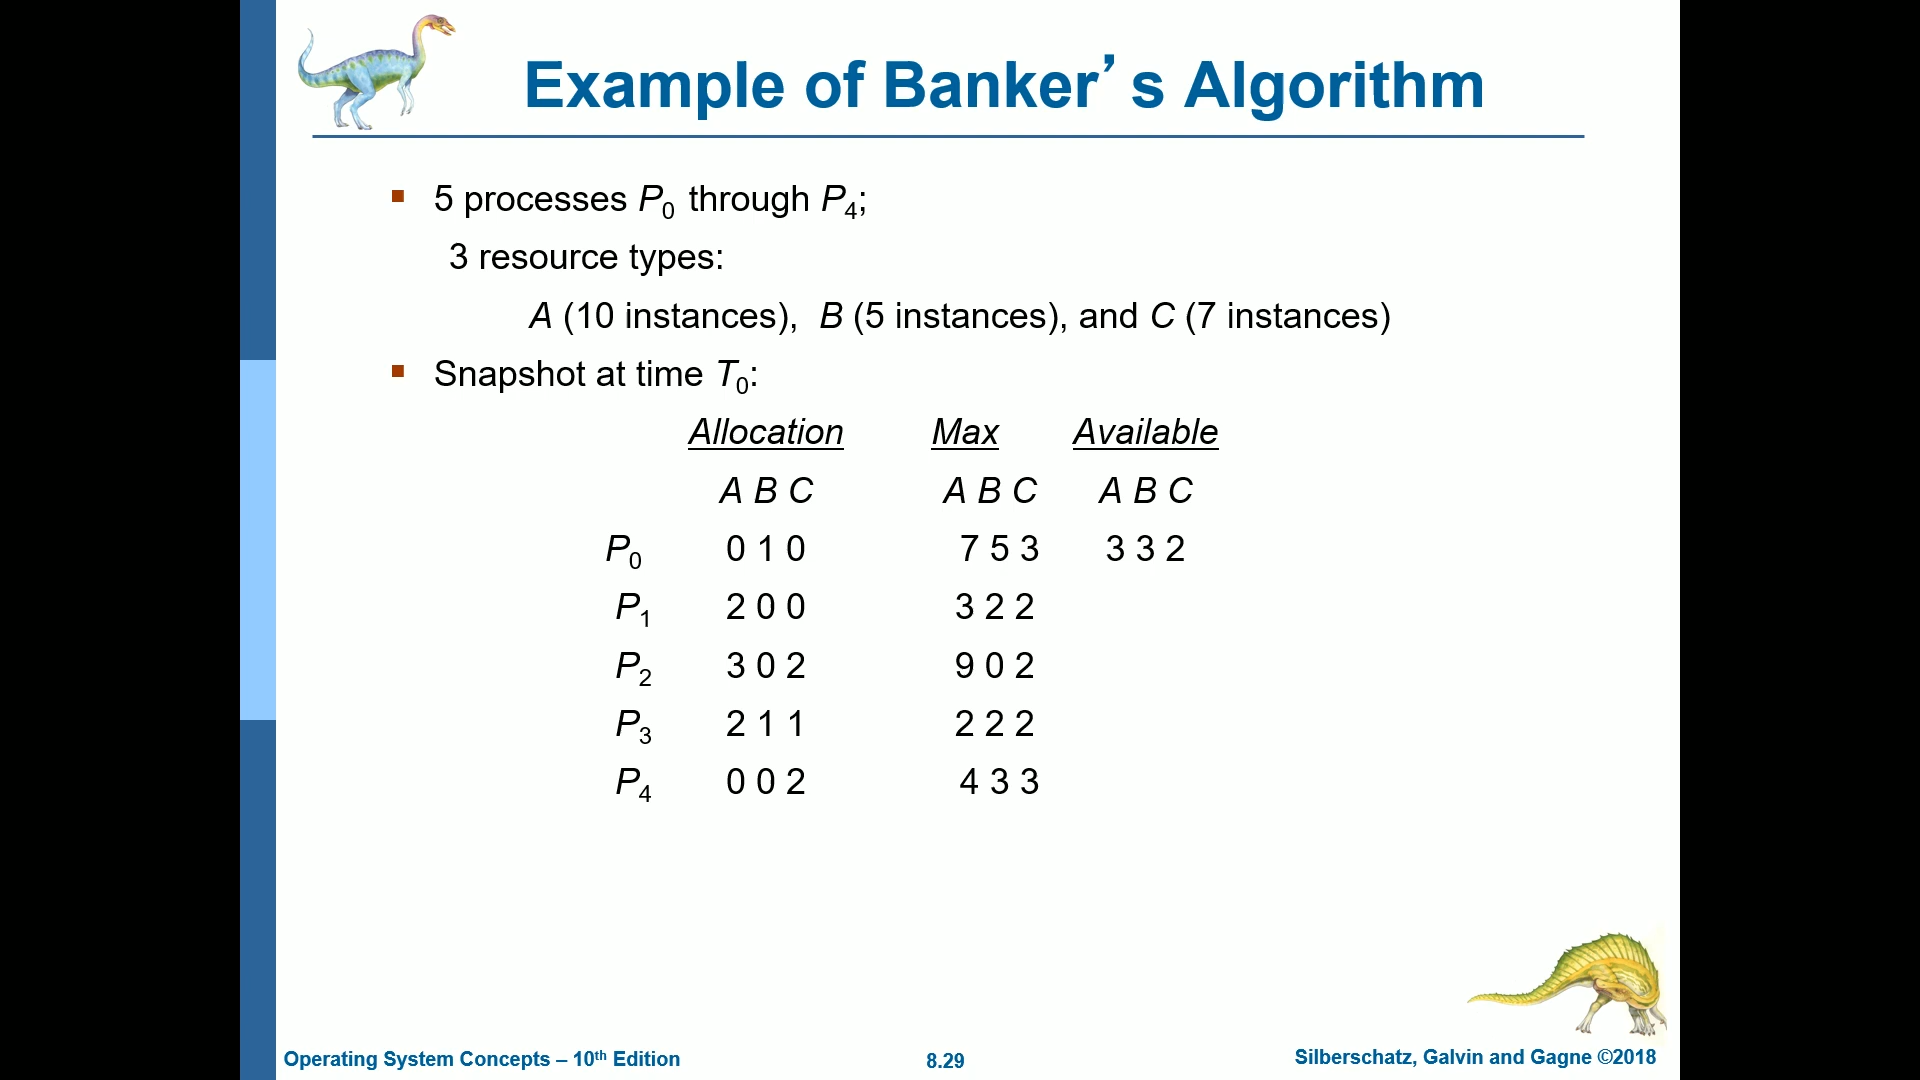 Example of Banker’s Algorithm
▪ 5 processes P0 through P4;
3 resource types:
A (10 instances), B (5 instances), and C (7 instances)
▪ Snapshot at time T0:
Allocation Max Available
A B C A B C A B C
P0 0 1 0 7 5 3 3 3 2
P1 2 0 0 3 2 2
P2 3 0 2 9 0 2
P3 2 1 1 2 2 2
P4 0 0 2 4 3 3
Operating System Concepts – 10th Edition 8.29 Silberschatz, Galvin and Gagne ©2018